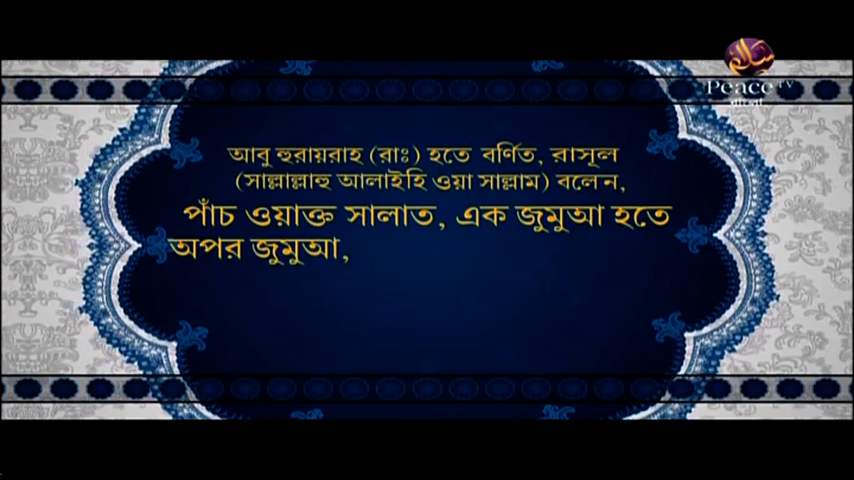 Peace TV
বাংলা
আবু হুরায়রাহ (রাঃ) হতে বর্ণিত, রাসূল
(সাল্লাল্লাহু আলাইহি ওয়া সাল্লাম) বলেন,
পাঁচ ওয়াক্ত সালাত, এক জুমুআ হতে
অপর জুমুআ,